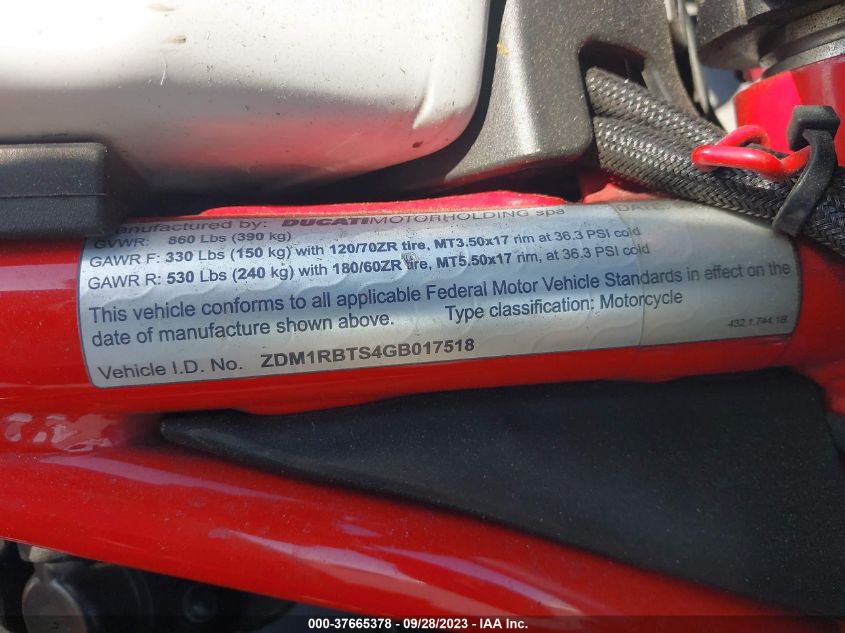 manufactured by: DUCATIMOTORHOLDING spa
GVWR: 860 Lbs (390 kg)
GAWR F: 330 Lbs (150 kg) with 120/70ZR tire, MT3.50x17 rim at 36.3 PSI cold
GAWR R: 530 Lbs (240 kg) with 180/60ZR tire, MT5.50x17 rim, at 36.3 PSI cold
This vehicle conforms to all applicable Federal Motor Vehicle Standards in effect on the
date of manufacture shown above. Type classification: Motorcycle
432.1.744.1B
Vehicle I.D. No. ZDM1RBTS4GB017518
000-37665378 - 09/28/2023 - IAA Inc.